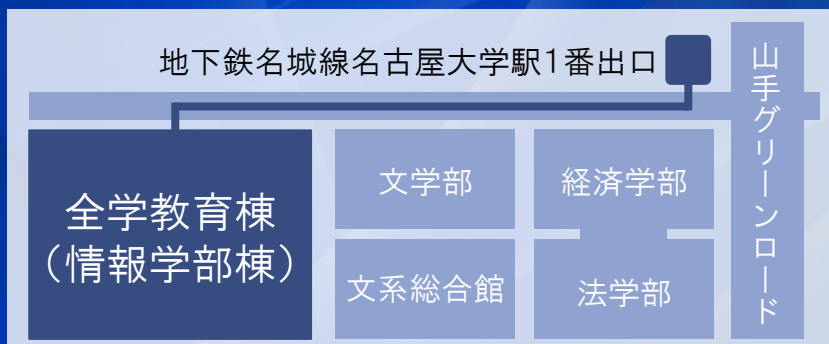 地下鉄名城線名古屋大学駅1番出口
山手グリーンロード
全学教育棟
（情報学部棟）
文学部
経済学部
文系総合館
法学部